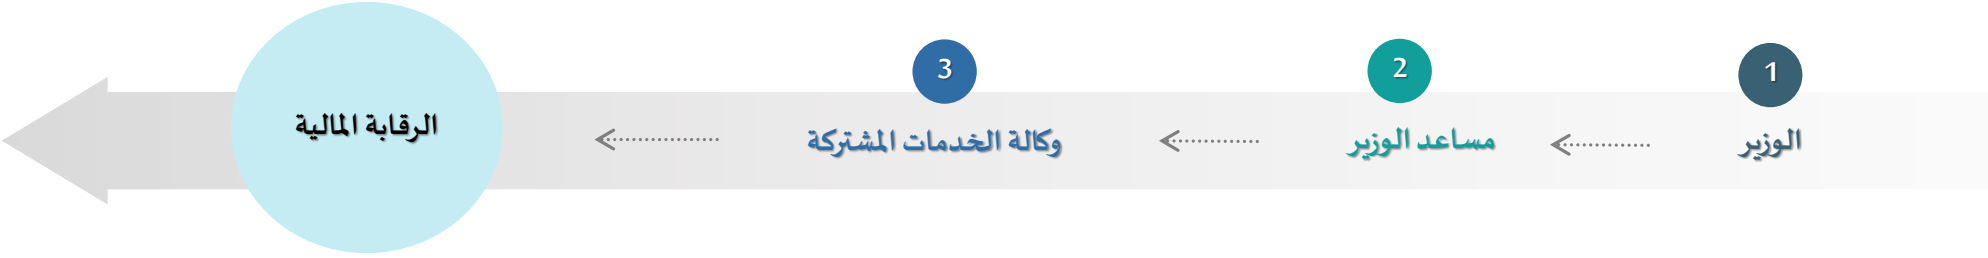 1
الوزير
2
مساعد الوزير
3
وكالة الخدمات المشتركة
الرقابة المالية